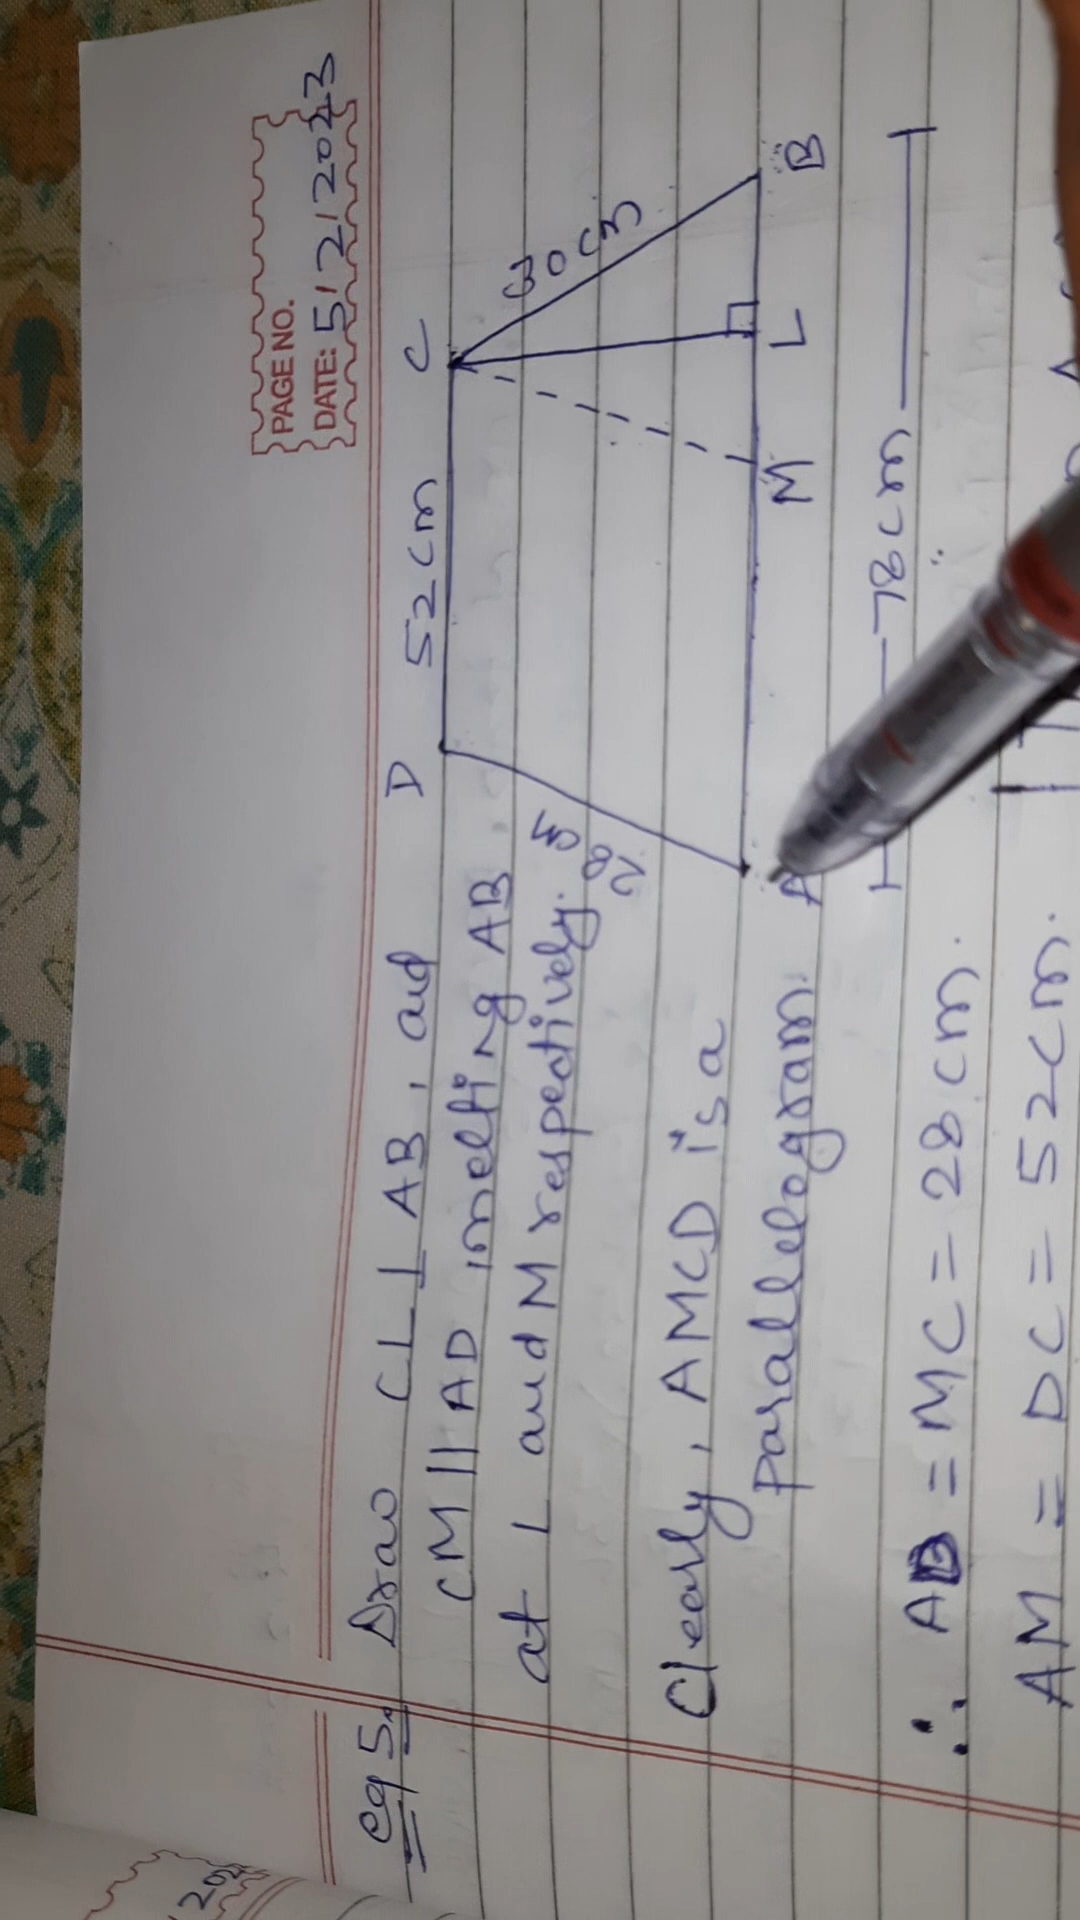 PAGE NO.
DATE: 5/2/2023
eg 5. Draw CL ⊥ AB, and
CM || AD meeting AB
at L and M respectively.
Clearly, AMCD is a
parallelogram.
∴ AD = MC = 28 cm.
AM = DC = 52 cm.
D 52 cm C
28
30 cm
A M L B
78 cm